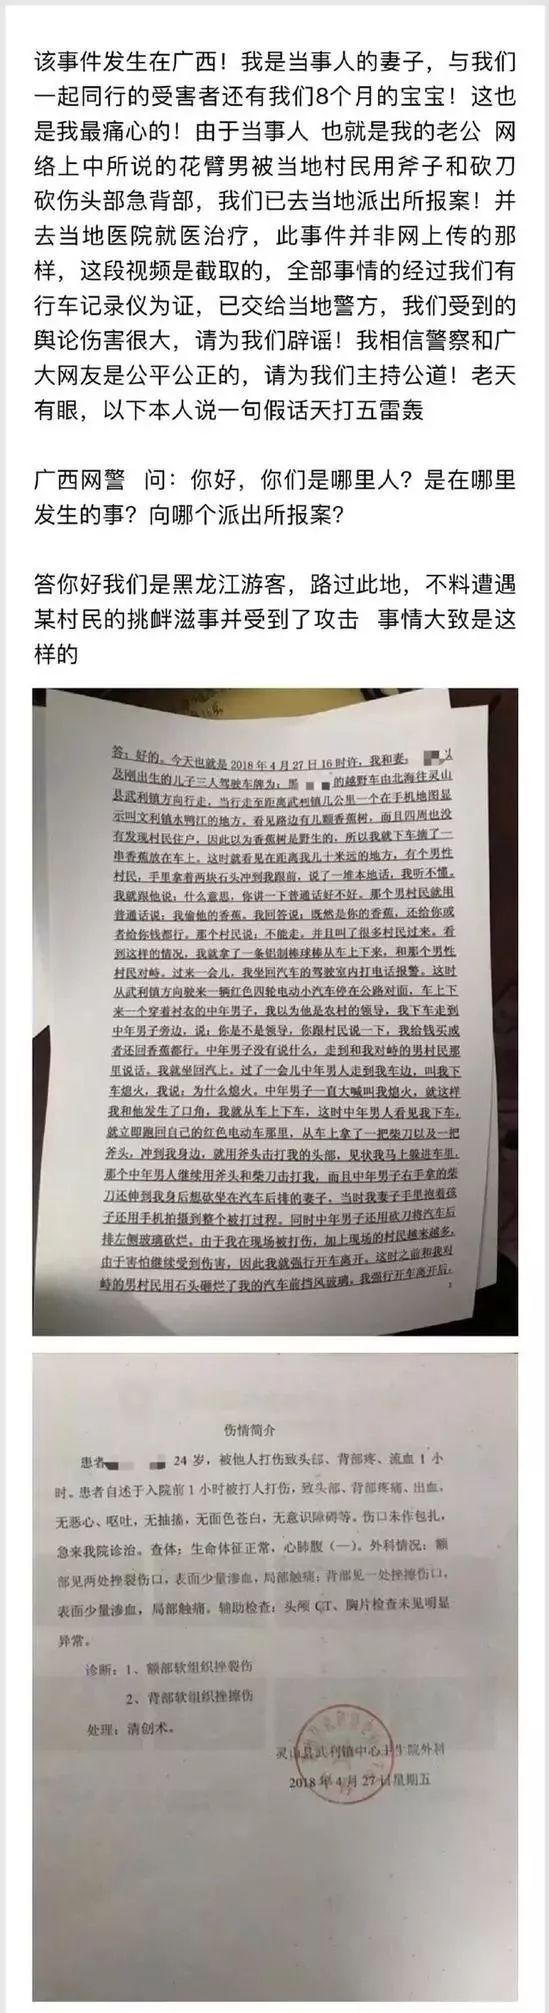 该事件发生在广西！我是当事人的妻子，与我们
一起同行的受害者还有我们8个月的宝宝！这也
是我最痛心的！由于当事人 也就是我的老公 网
络上中所说的花臂男被当地村民用斧子和砍刀
砍伤头部急背部，我们已去当地派出所报案！并
去当地医院就医治疗，此事件并非网上传的那
样，这段视频是截取的，全部事情的经过我们有
行车记录仪为证，已交给当地警方，我们受到的
舆论伤害很大，请为我们辟谣！我相信警察和广
大网友是公平公正的，请为我们主持公道！老天
有眼，以下本人说一句假话天打五雷轰
广西网警 问：你好，你们是哪里人？是在哪里
发生的事？向哪个派出所报案？
答你好我们是黑龙江游客，路过此地，不料遭遇
某村民的挑衅滋事并受到了攻击 事情大致是这
样的
答：好的。今天也就是 2018 年 4 月 27 日 16 时许，我和妻： 以
及刚出生的儿子三人驾驶车牌为：黑 的越野车由北海往灵山
县武利镇方向行走，当行走至距离武利镇几公里一个在手机地图显
示叫文利镇水鸭江的地方，看见路边有几颗香蕉树，而且四周也没
有发现村民住户，因此以为香蕉树是野生的，所以我就下车摘了一
串香蕉放在车上。这时就看见在距离我几十米远的地方，有个男性
村民，手里拿着两块石头冲到我跟前，说了一堆本地话，我听不懂。
我就跟他说：什么意思，你讲一下普通话好不好。那个男村民就用
普通话说：我偷他的香蕉。我回答说：既然是你的香蕉，还给你或
者给你钱都行。那个村民说：不能走，并且叫了很多村民过来。看
到这样的情况，我就拿了一条铝制棒球棒从车上下来，和那个男性
村民对峙。过来一会儿，我坐回汽车的驾驶室内打电话报警。这时
从武利镇方向驶来一辆红色四轮电动小汽车停在公路对面，车上下
来一个穿着衬衣的中年男子，我以为他是农村的领导，我下车走到
中年男子旁边，说：你是不是领导，你跟村民说一下，我给钱买或
者还回香蕉都行。中年男子没有说什么，走到和我对峙的男村民那
里说话。我就坐回汽上。过了一会儿中年男人走到我车边，叫我下
车熄火，我说：为什么熄火。中年男子一直大喊叫我熄火，就这样
我和他发生了口角，我就从车上下车，这时中年男人看见我下车，
就立即跑回自己的红色电动车那里，从车上拿了一把柴刀以及一把
斧头，冲到我身边，就用斧头击打我的头部，见状我马上躲进车里，
那个中年男人继续用斧头和柴刀击打我，而且中年男子右手拿的柴
刀还伸到我身后想砍坐在汽车后排的妻子，当时我妻子手里抱着孩
子还用手机拍摄到整个被打过程。同时中年男子还用砍刀将汽车后
排左侧玻璃砍烂。由于我在现场被打伤，加上现场的村民越来越多，
由于害怕继续受到伤害，因此我就强行开车离开。这时之前和我对
峙的男村民用石头砸烂了我的汽车前挡风玻璃，我强行开车离开后，
伤情简介
患者 24 岁，被他人打伤致头部、背部疼、流血 1 小
时。患者自述于入院前 1 小时被打人打伤，致头部、背部疼痛、出血，
无恶心、呕吐，无抽搐，无面色苍白，无意识障碍等。伤口未作包扎，
急来我院诊治。查体：生命体征正常，心肺腹（—）。外科情况：额
部见两处挫裂伤口，表面少量渗血，局部触痛；背部见一处挫擦伤口，
表面少量渗血，局部触痛。辅助检查：头颅 CT、胸片检查未见明显
异常。
诊断：1、额部软组织挫裂伤
2、背部软组织挫擦伤
处理：清创术。
灵山县武利镇中心卫生院外科
2018 年 4 月 27 日星期五